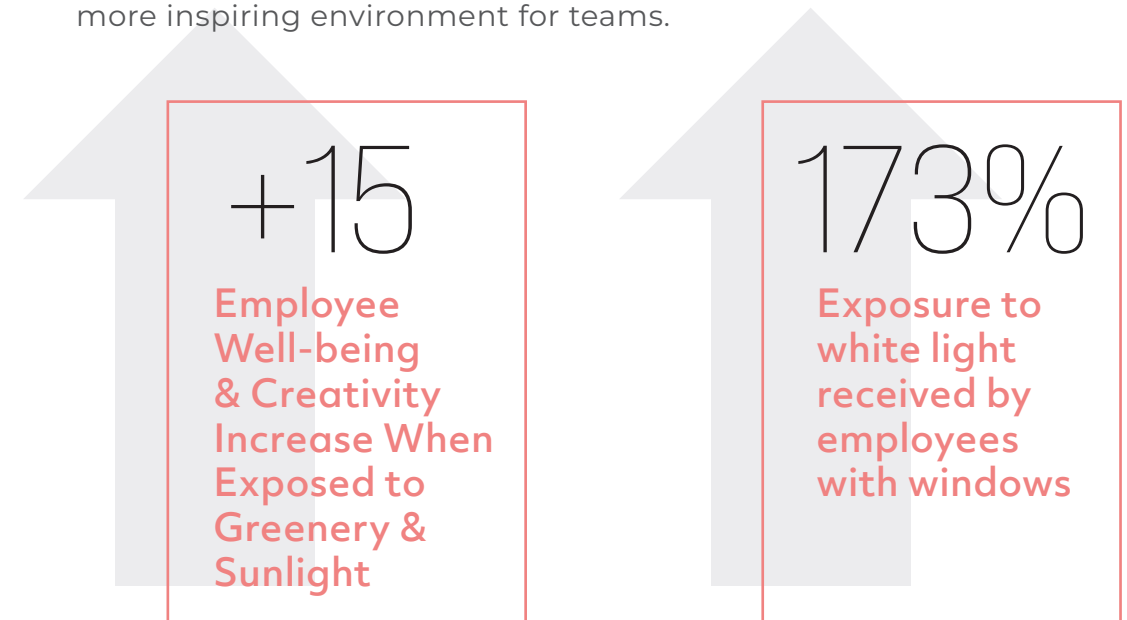 more inspiring environment for teams.
+15
Employee
Well-being
& Creativity
Increase When
Exposed to
Greenery &
Sunlight
173%
Exposure to
white light
received by
employees
with windows